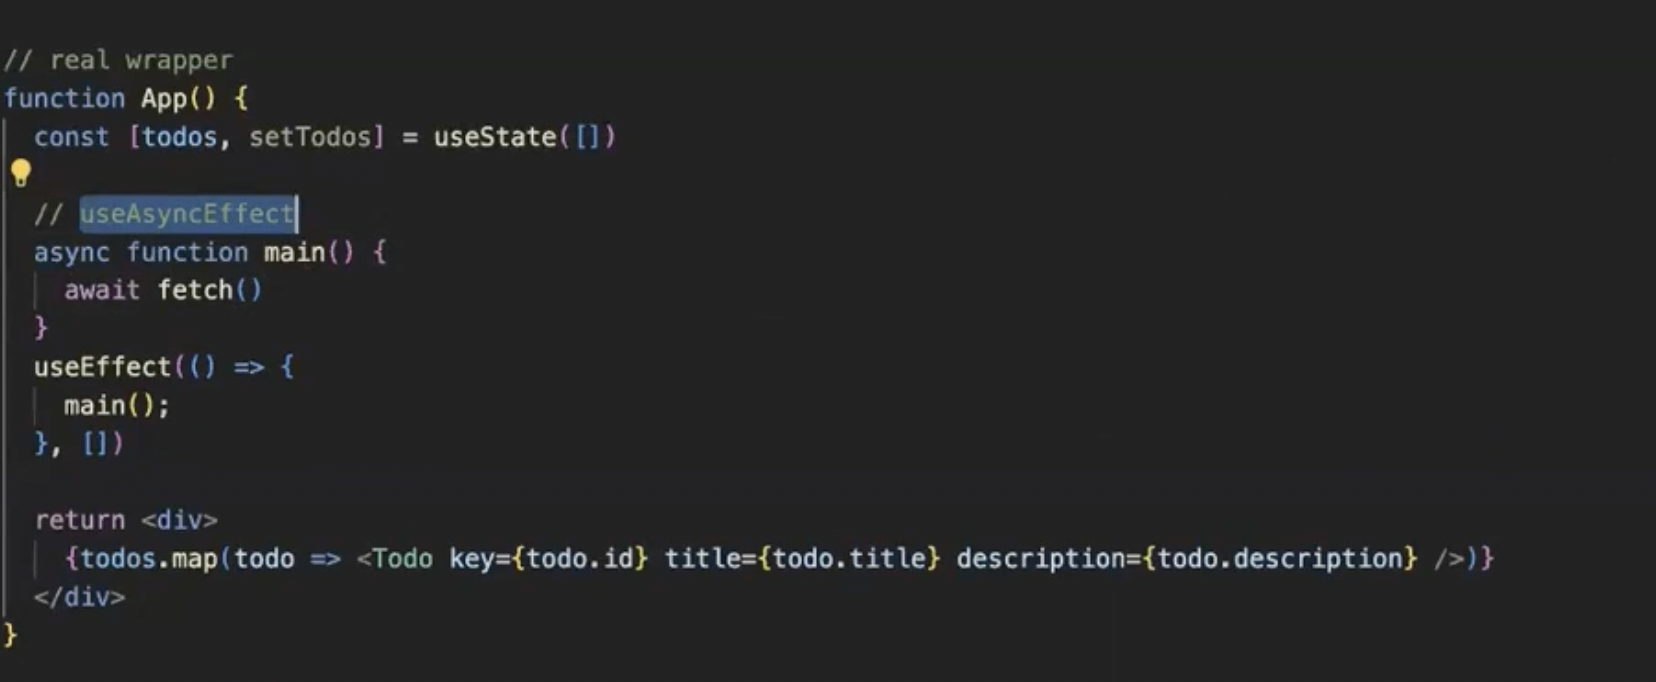 // real wrapper
function App() {
const [todos, setTodos] = useState([])
// useAsyncEffect
async function main() {
await fetch()
}
useEffect(() => {
main();
}, [])
return <div>
{todos.map(todo => <Todo key={todo.id} title={todo.title} description={todo.description} />)}
</div>
}